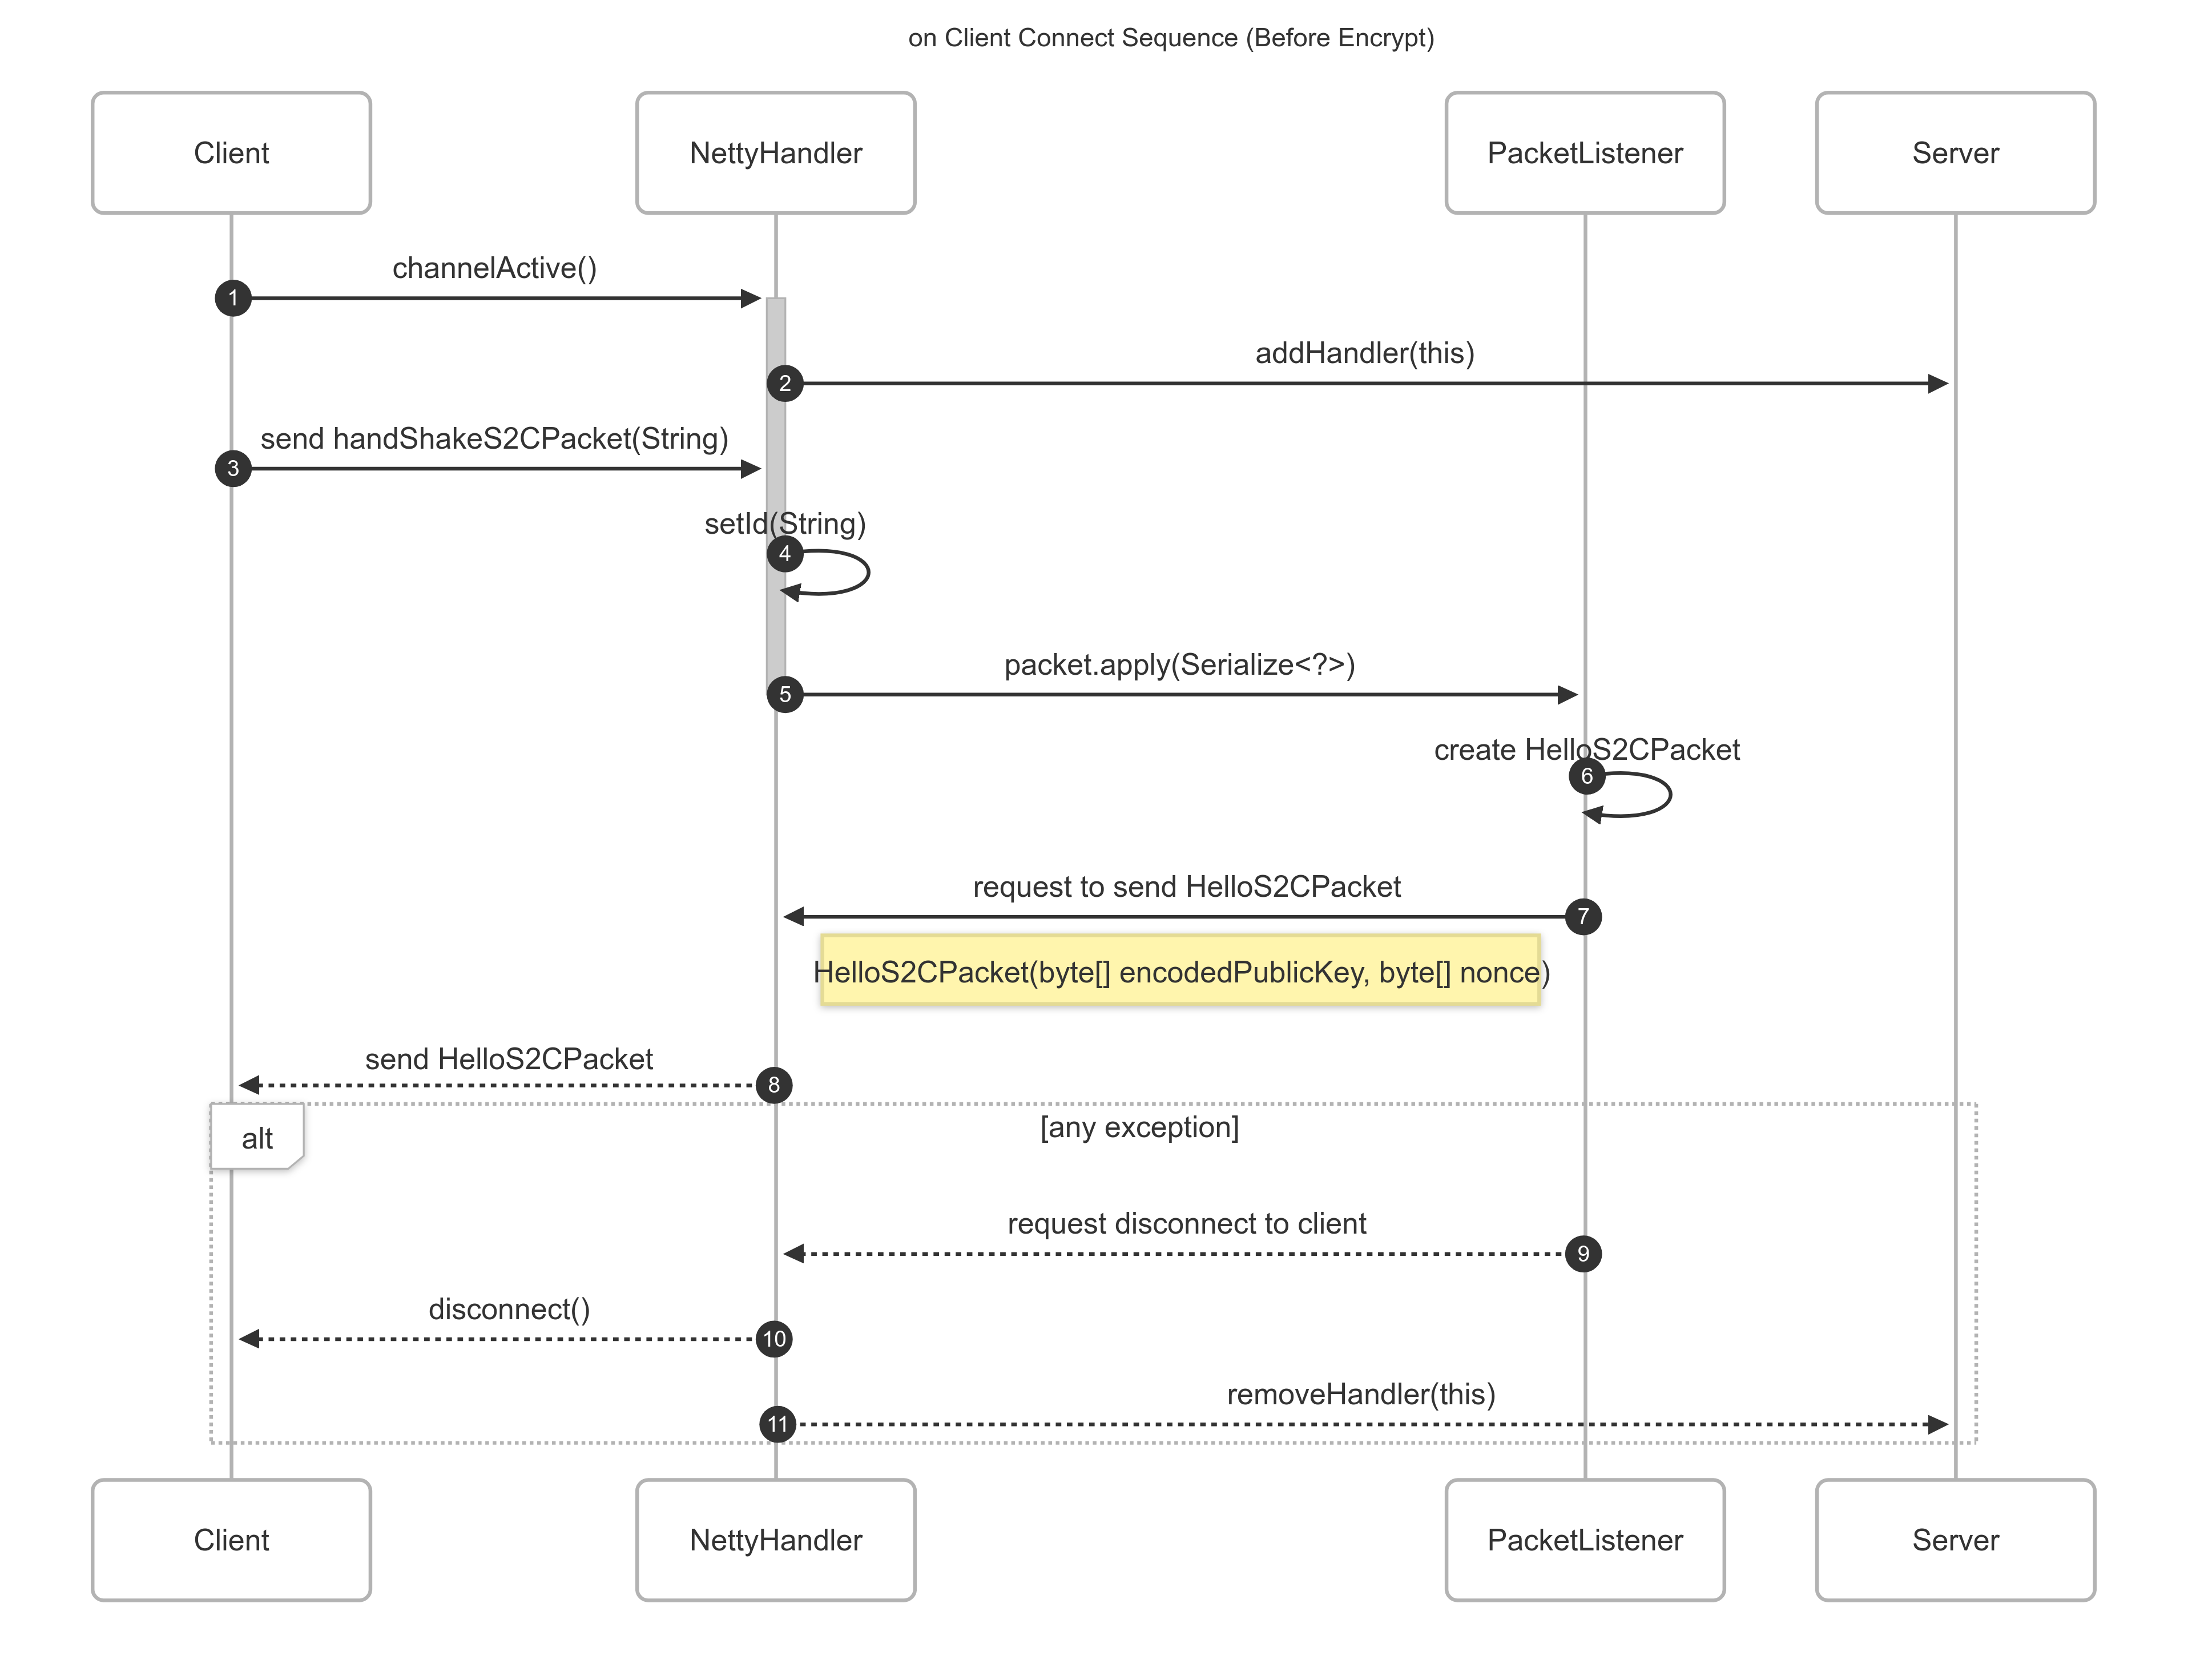 on Client Connect Sequence (Before Encrypt)
Client
NettyHandler
PacketListener
Server
channelActive()
1
addHandler(this)
2
send handShakeS2CPacket(String)
3
setId(String)
4
packet.apply(Serialize<?>)
5
create HelloS2CPacket
6
request to send HelloS2CPacket
7
HelloS2CPacket(byte[] encodedPublicKey, byte[] nonce)
send HelloS2CPacket
8
alt
[any exception]
request disconnect to client
9
disconnect()
10
removeHandler(this)
11
Client
NettyHandler
PacketListener
Server